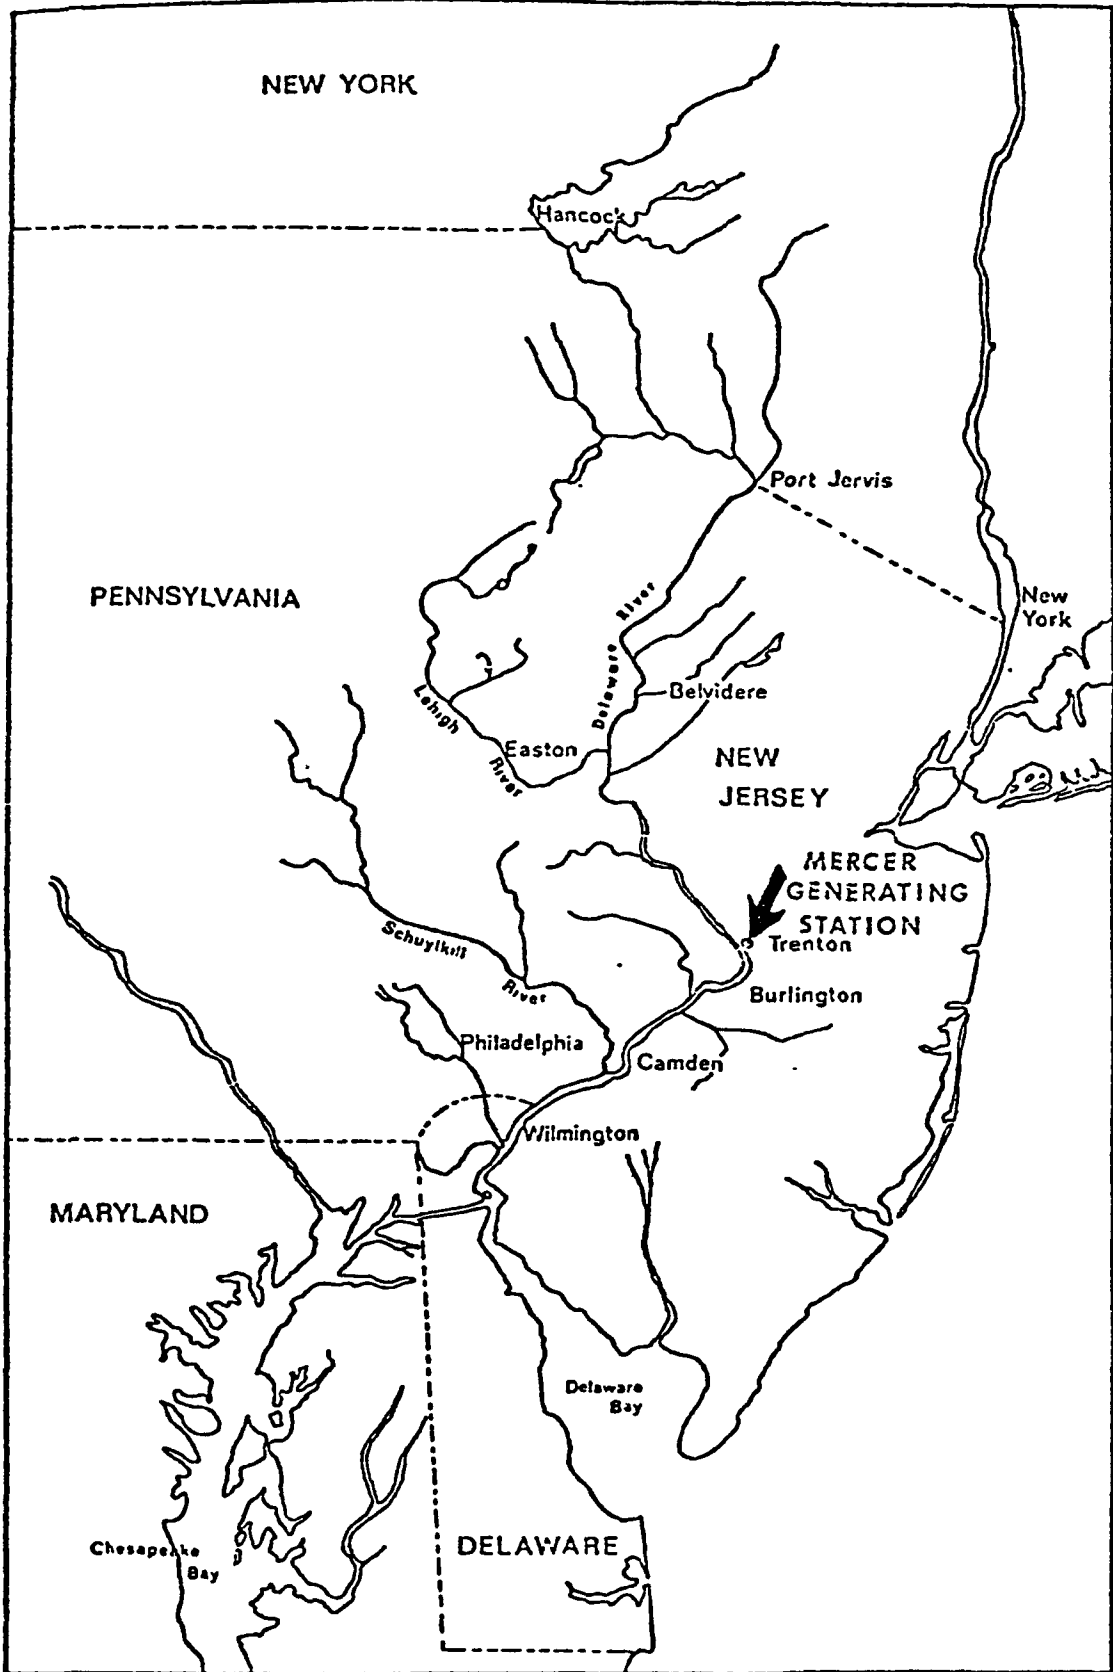 NEW YORK
Hancock
Port Jervis
PENNSYLVANIA
New
York
Delaware River
Belvidere
Lehigh
River
Easton
NEW
JERSEY
MERCER
GENERATING
STATION
Trenton
Schuylkill
River
Burlington
Philadelphia
Camden
Wilmington
MARYLAND
Delaware
Bay
Chesapeake
Bay
DELAWARE